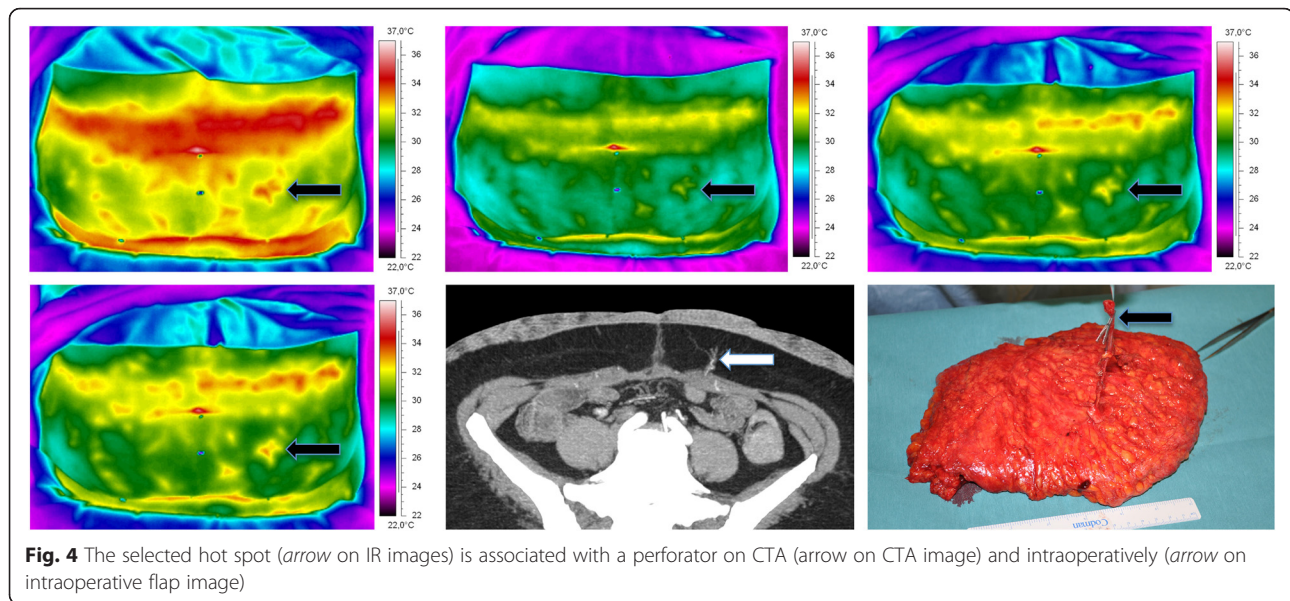 37,0°C
36
34
32
30
28
26
24
22
22,0°C
37,0°C
36
34
32
30
28
26
24
22
22,0°C
37,0°C
36
34
32
30
28
26
24
22
22,0°C
37,0°C
36
34
32
30
28
26
24
22
22,0°C
Codman
Fig. 4 The selected hot spot (arrow on IR images) is associated with a perforator on CTA (arrow on CTA image) and intraoperatively (arrow on
intraoperative flap image)